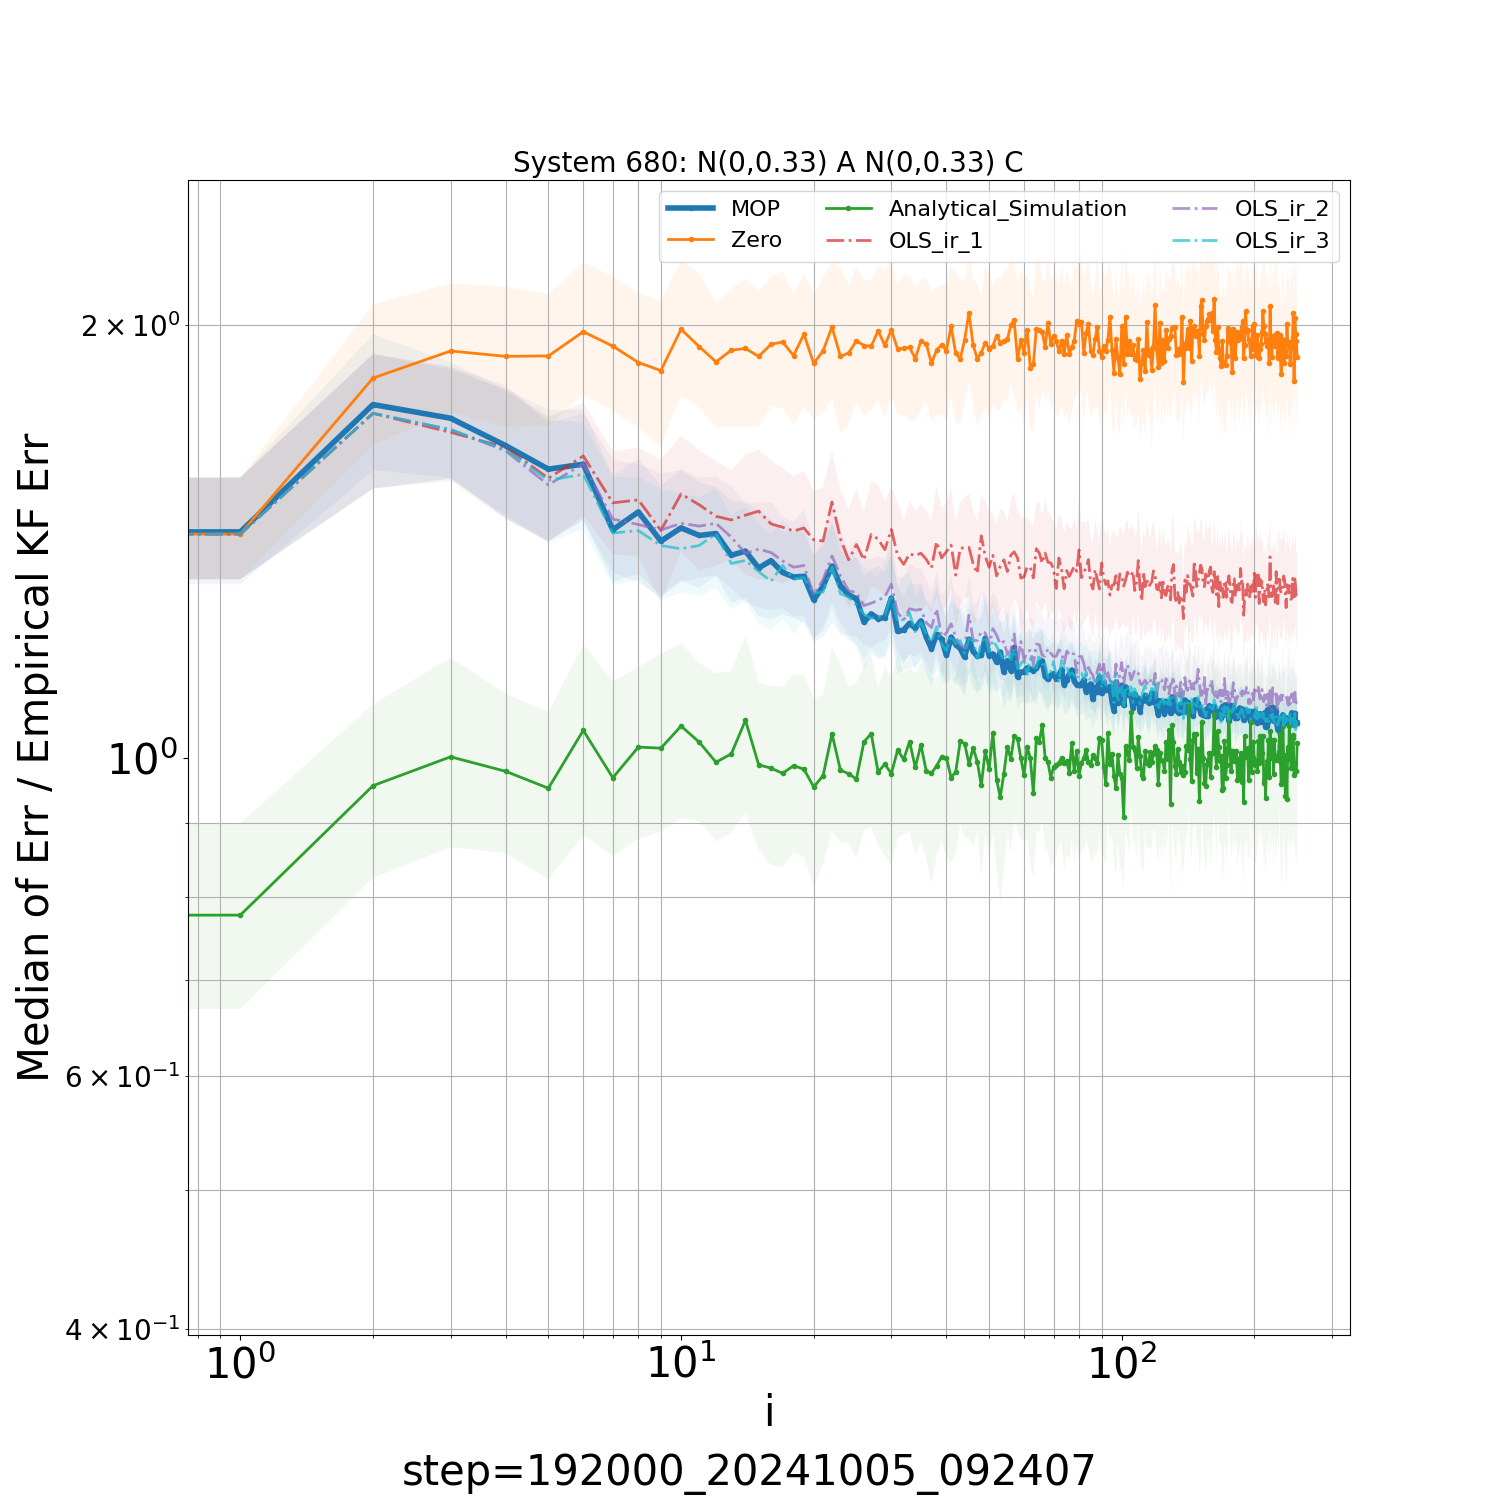 System 680: N(0,0.33) A N(0,0.33) C
MOP
Zero
Analytical_Simulation
OLS_ir_1
OLS_ir_2
OLS_ir_3
Median of Err / Empirical KF Err
2 × 10⁰
10⁰
6 × 10⁻¹
4 × 10⁻¹
10⁰ 10¹ 10²
i
step=192000_20241005_092407